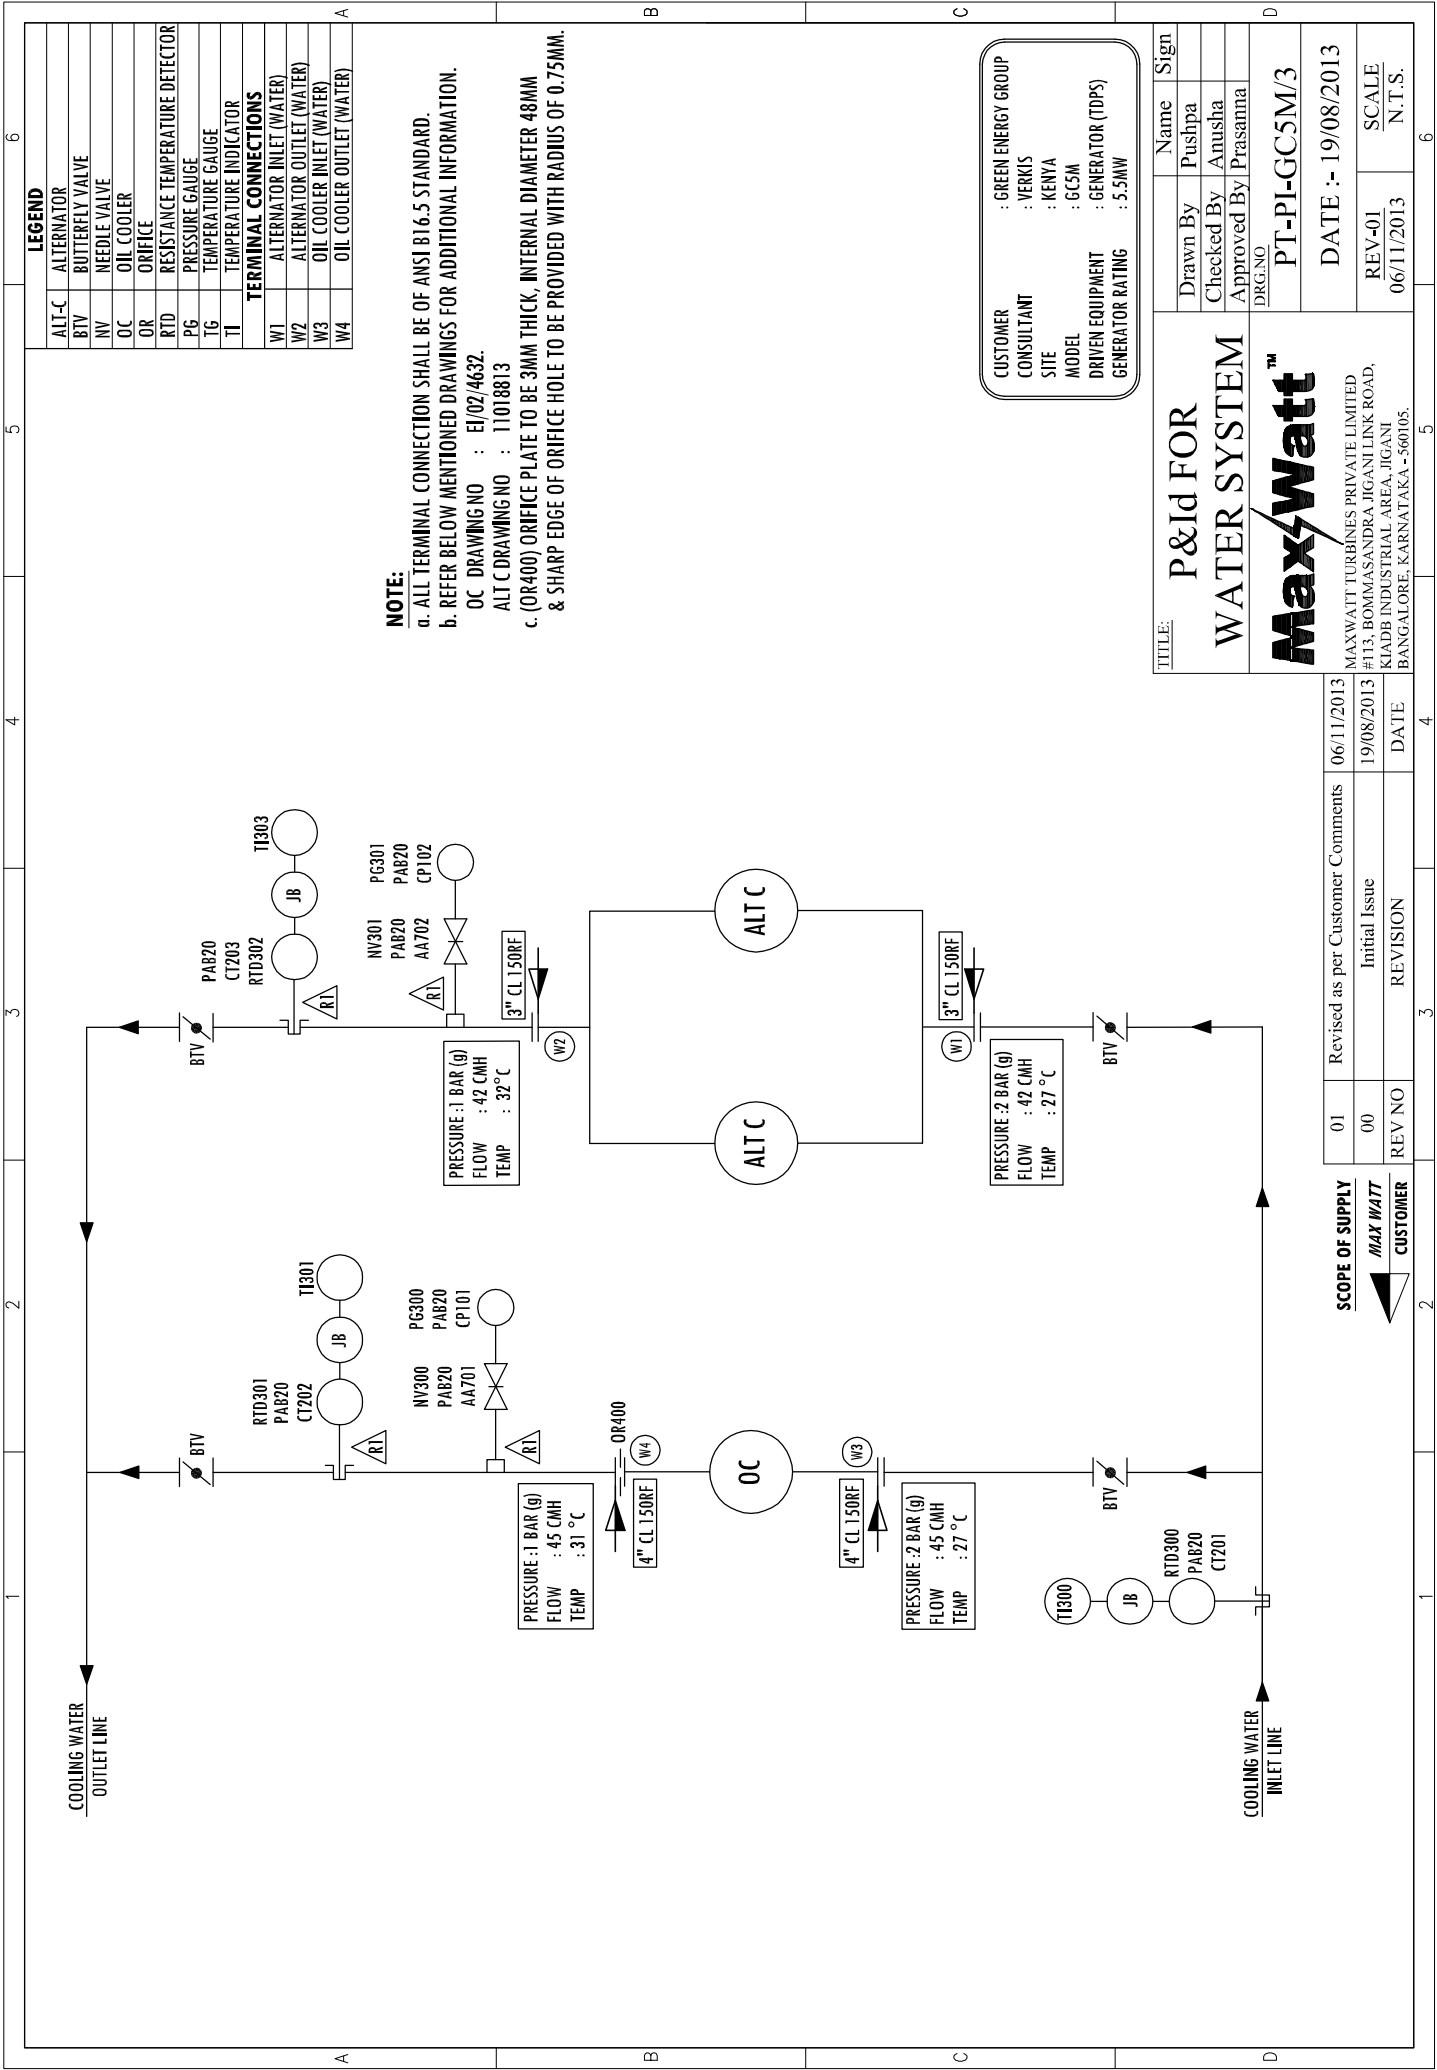 1
2
3
4
5
6
A
B
C
D
LEGEND
ALT-C ALTERNATOR
BTV BUTTERFLY VALVE
NV NEEDLE VALVE
OC OIL COOLER
OR ORIFICE
RTD RESISTANCE TEMPERATURE DETECTOR
PG PRESSURE GAUGE
TG TEMPERATURE GAUGE
TI TEMPERATURE INDICATOR
TERMINAL CONNECTIONS
W1 ALTERNATOR INLET (WATER)
W2 ALTERNATOR OUTLET (WATER)
W3 OIL COOLER INLET (WATER)
W4 OIL COOLER OUTLET (WATER)
NOTE:
a. ALL TERMINAL CONNECTION SHALL BE OF ANSI B16.5 STANDARD.
b. REFER BELOW MENTIONED DRAWINGS FOR ADDITIONAL INFORMATION.
OC DRAWING NO : EI/02/4632.
ALT C DRAWING NO : 11018813
c. (OR400) ORIFICE PLATE TO BE 3MM THICK, INTERNAL DIAMETER 48MM
& SHARP EDGE OF ORIFICE HOLE TO BE PROVIDED WITH RADIUS OF 0.75MM.
COOLING WATER
OUTLET LINE
BTV
RTD301
PAB20
CT202
JB
TI301
R1
NV300
PAB20
AA701
PG300
PAB20
CP101
R1
PRESSURE :1 BAR (g)
FLOW : 45 CMH
TEMP : 31 °C
4" CL 150RF
OR400
W4
OC
W3
4" CL 150RF
PRESSURE :2 BAR (g)
FLOW : 45 CMH
TEMP : 27 °C
BTV
TI300
JB
RTD300
PAB20
CT201
COOLING WATER
INLET LINE
BTV
PAB20
CT203
RTD302
JB
TI303
R1
NV301
PAB20
AA702
PG301
PAB20
CP102
R1
3" CL 150RF
W2
PRESSURE :1 BAR (g)
FLOW : 42 CMH
TEMP : 32°C
ALT C
ALT C
3" CL 150RF
W1
PRESSURE :2 BAR (g)
FLOW : 42 CMH
TEMP : 27 °C
BTV
CUSTOMER : GREEN ENERGY GROUP
CONSULTANT : VERKIS
SITE : KENYA
MODEL : GC5M
DRIVEN EQUIPMENT : GENERATOR (TDPS)
GENERATOR RATING : 5.5MW
SCOPE OF SUPPLY
MAX WATT
CUSTOMER
01 Revised as per Customer Comments 06/11/2013
00 Initial Issue 19/08/2013
REV NO REVISION DATE
TITLE:
P&Id FOR
WATER SYSTEM
Max Watt™
MAXWATT TURBINES PRIVATE LIMITED
#113, BOMMASANDRA JIGANI LINK ROAD,
KIADB INDUSTRIAL AREA, JIGANI
BANGALORE, KARNATAKA - 560105.
Name Sign
Drawn By Pushpa
Checked By Anusha
Approved By Prasanna
DRG.NO
PT-PI-GC5M/3
DATE :- 19/08/2013
REV-01
06/11/2013
SCALE
N.T.S.
A
B
C
D
1
2
3
4
5
6